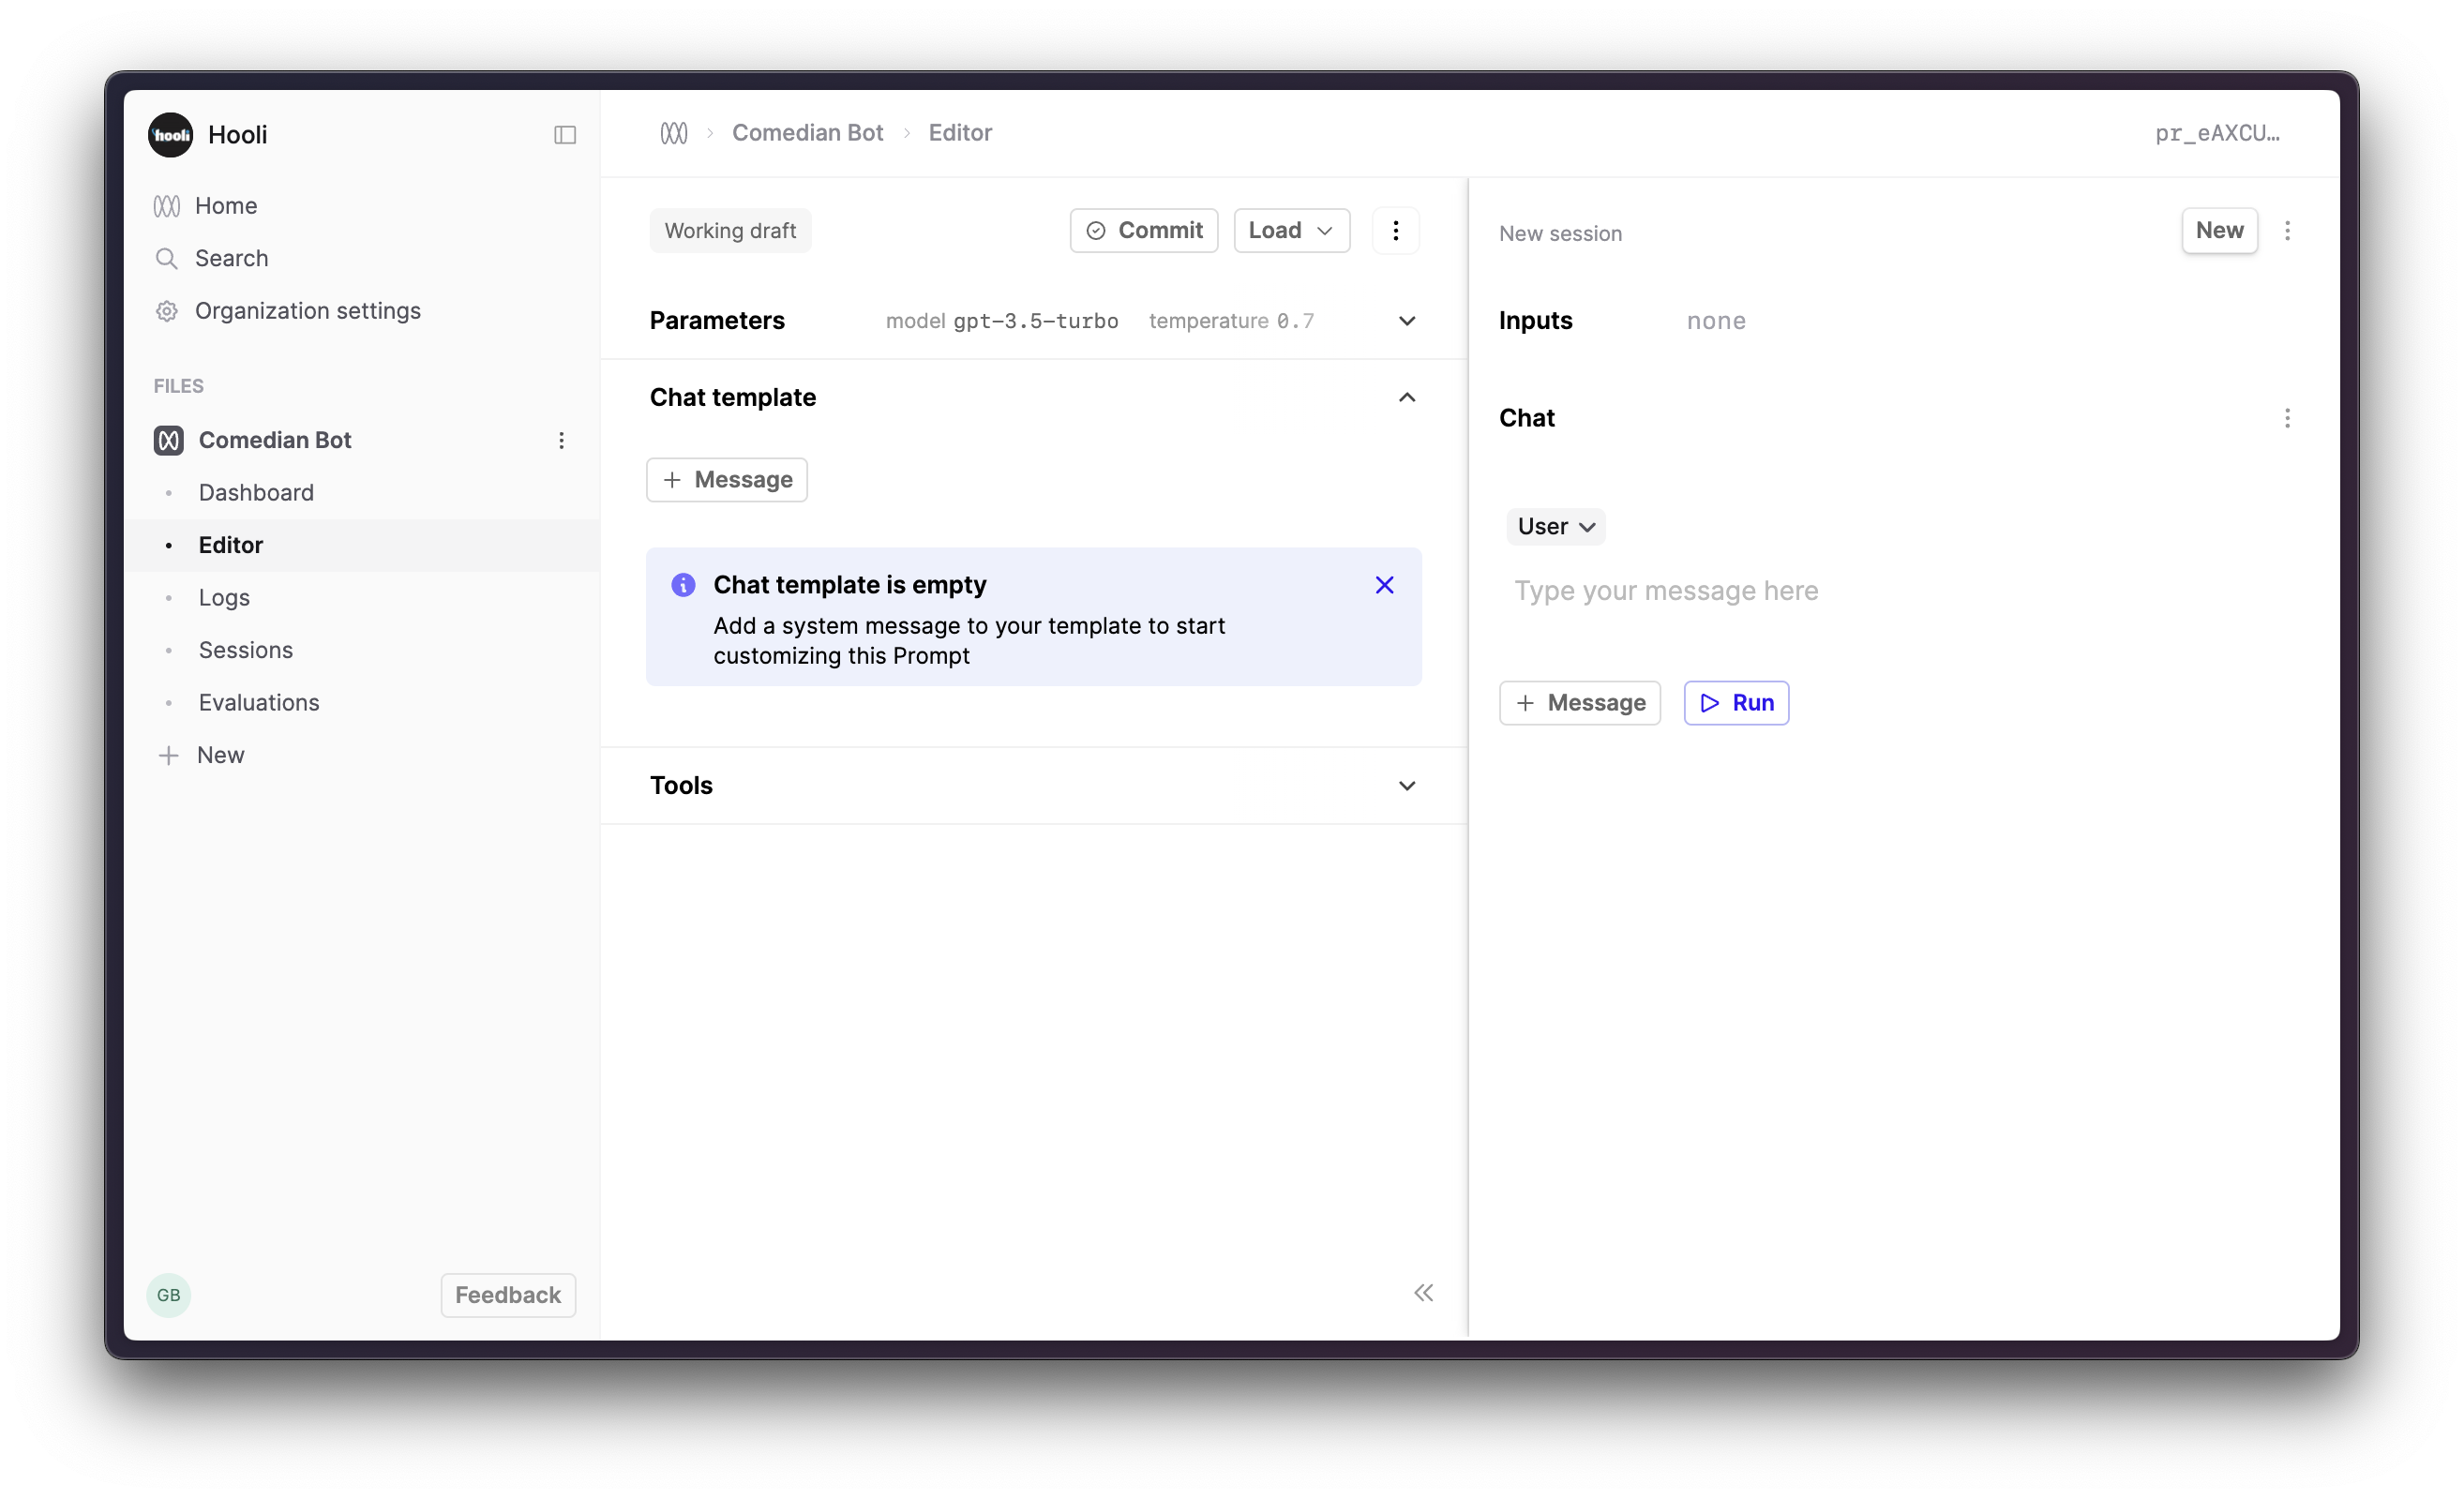 hooli Hooli
Home
Search
Organization settings
FILES
Comedian Bot
Dashboard
Editor
Logs
Sessions
Evaluations
New
GB
Feedback
Comedian Bot
Editor
pr_eAXCU…
Working draft
Commit
Load
Parameters model gpt-3.5-turbo temperature 0.7
Chat template
Message
Chat template is empty
Add a system message to your template to start
customizing this Prompt
Tools
New session
New
Inputs none
Chat
User
Type your message here
Message
Run